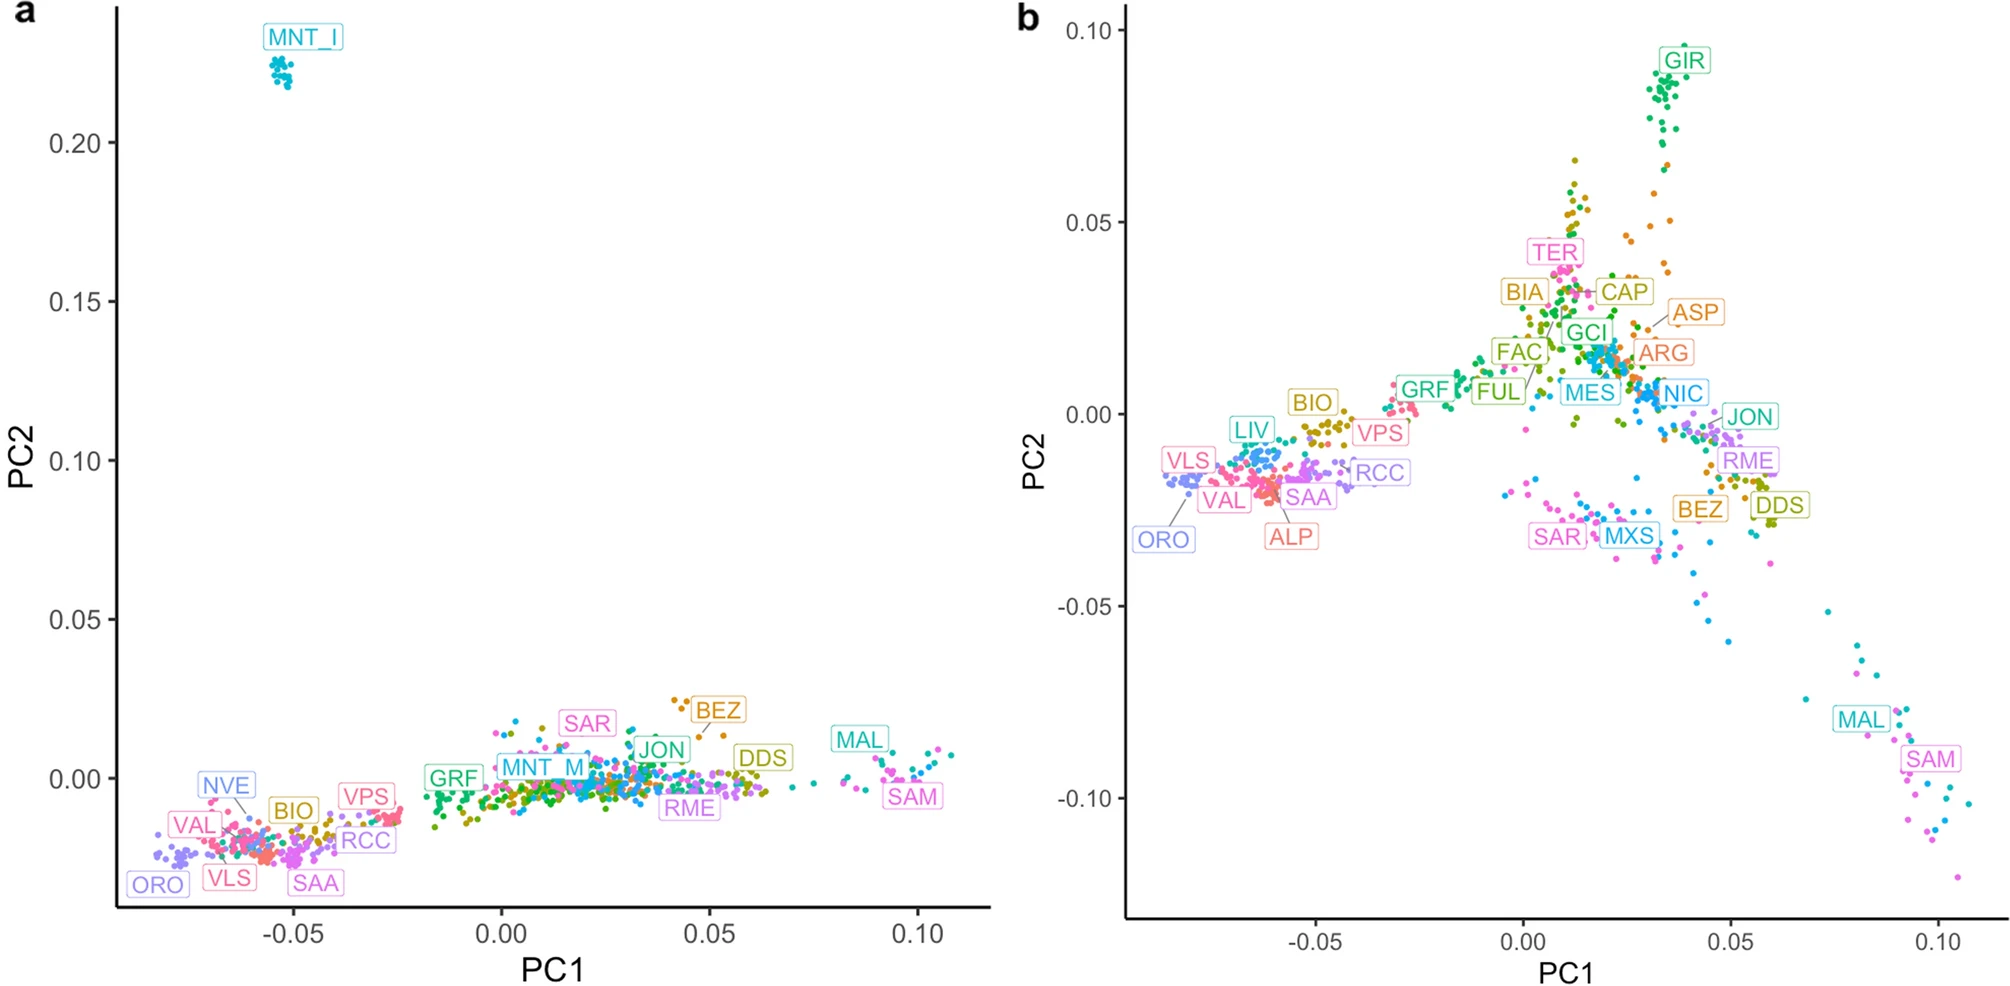 a
MNT_I
0.20
0.15
0.10
0.05
0.00
PC2
BEZ
SAR
MAL
JON
DDS
MNT_M
GRF
NVE
VPS
BIO
SAM
RME
VAL
RCC
ORO
VLS
SAA
-0.05
0.00
0.05
0.10
PC1
b
0.10
0.05
0.00
-0.05
-0.10
PC2
GIR
TER
BIA
CAP
ASP
GCI
FAC
ARG
GRF
FUL
MES
NIC
BIO
JON
LIV
VPS
VLS
RME
RCC
VAL
SAA
BEZ
DDS
ORO
ALP
SAR
MXS
MAL
SAM
-0.05
0.00
0.05
0.10
PC1